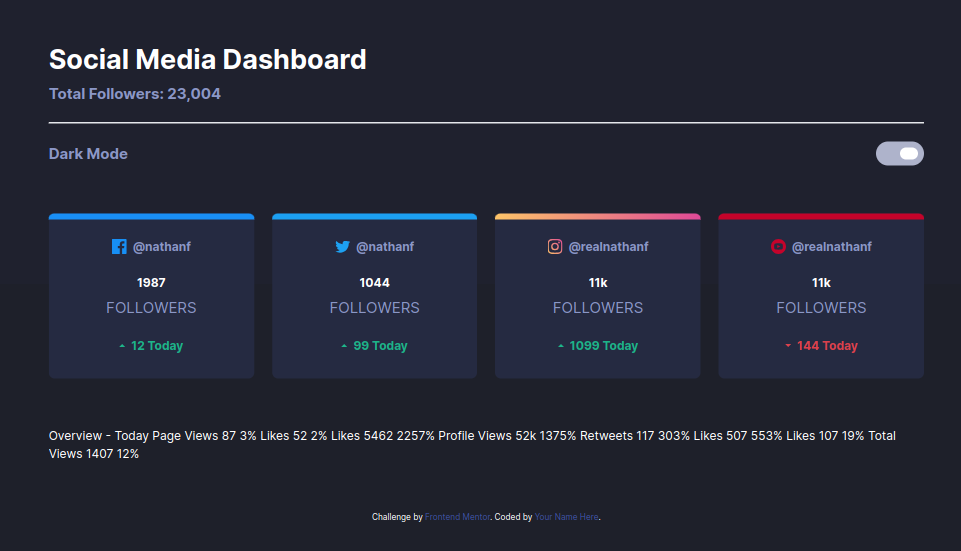 Social Media Dashboard
Total Followers: 23,004
Dark Mode
@nathanf
1987
FOLLOWERS
12 Today
@nathanf
1044
FOLLOWERS
99 Today
@realnathanf
11k
FOLLOWERS
1099 Today
@realnathanf
11k
FOLLOWERS
144 Today
Overview - Today Page Views 87 3% Likes 52 2% Likes 5462 2257% Profile Views 52k 1375% Retweets 117 303% Likes 507 553% Likes 107 19% Total
Views 1407 12%
Challenge by Frontend Mentor. Coded by Your Name Here.